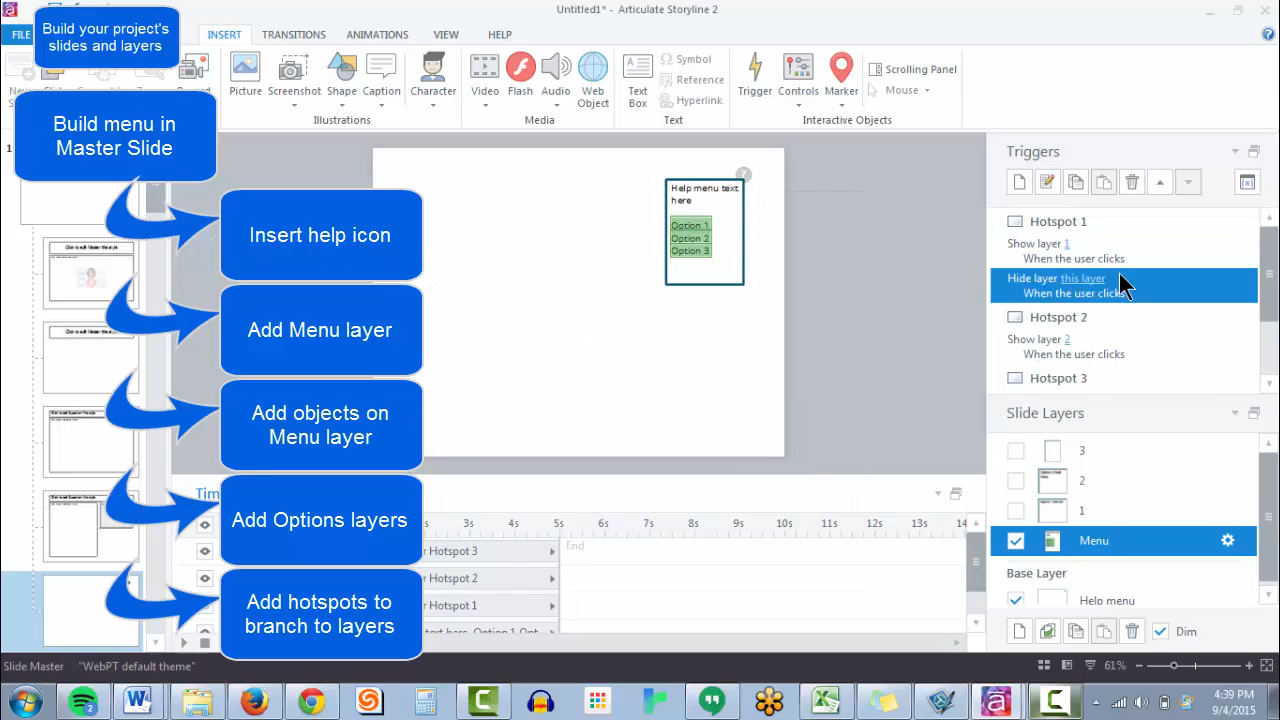 Untitled1* - Articulate Storyline 2
Build your project's
slides and layers
FILE
INSERT
TRANSITIONS
ANIMATIONS
VIEW
HELP
Picture
Screenshot
Shape
Caption
Character
Illustrations
Video
Flash
Audio
Web
Object
Media
Text
Box
Symbol
Reference
Hyperlink
Text
Trigger
Controls
Marker
Scrolling Panel
Mouse
Interactive Objects
Build menu in
Master Slide
Insert help icon
Add Menu layer
Add objects on
Menu layer
Add Options layers
Add hotspots to
branch to layers
Help menu text
here
Option 1
Option 2
Option 3
Triggers
Hotspot 1
Show layer 1
When the user clicks
Hide layer this layer
When the user clicks
Hotspot 2
Show layer 2
When the user clicks
Hotspot 3
Slide Layers
3
2
1
Menu
Base Layer
Help menu
Dim
3s 4s 5s 6s 7s 8s 9s 10s 11s 12s 13s
End
Hotspot 3
Hotspot 2
Hotspot 1
Slide Master "WebPT default theme"
61%
4:39 PM
9/4/2015